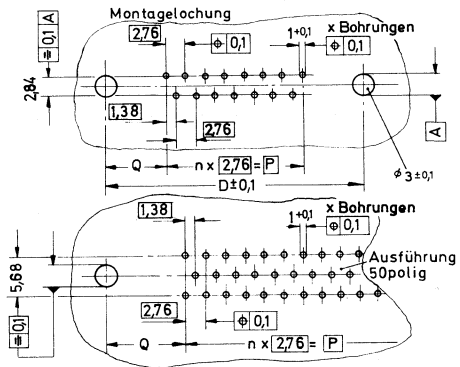 Montagelochung
⌯ 0,1 A
2,76
⌖ 0,1
1+0,1
x Bohrungen
⌖ 0,1
2,84
1,38
2,76
A
Q
n x 2,76 = P
ø 3 ±0,1
D±0,1
1,38
1+0,1
x Bohrungen
⌖ 0,1
Ausführung
50polig
5,68
⌯ 0,1
2,76
⌖ 0,1
Q
n x 2,76 = P